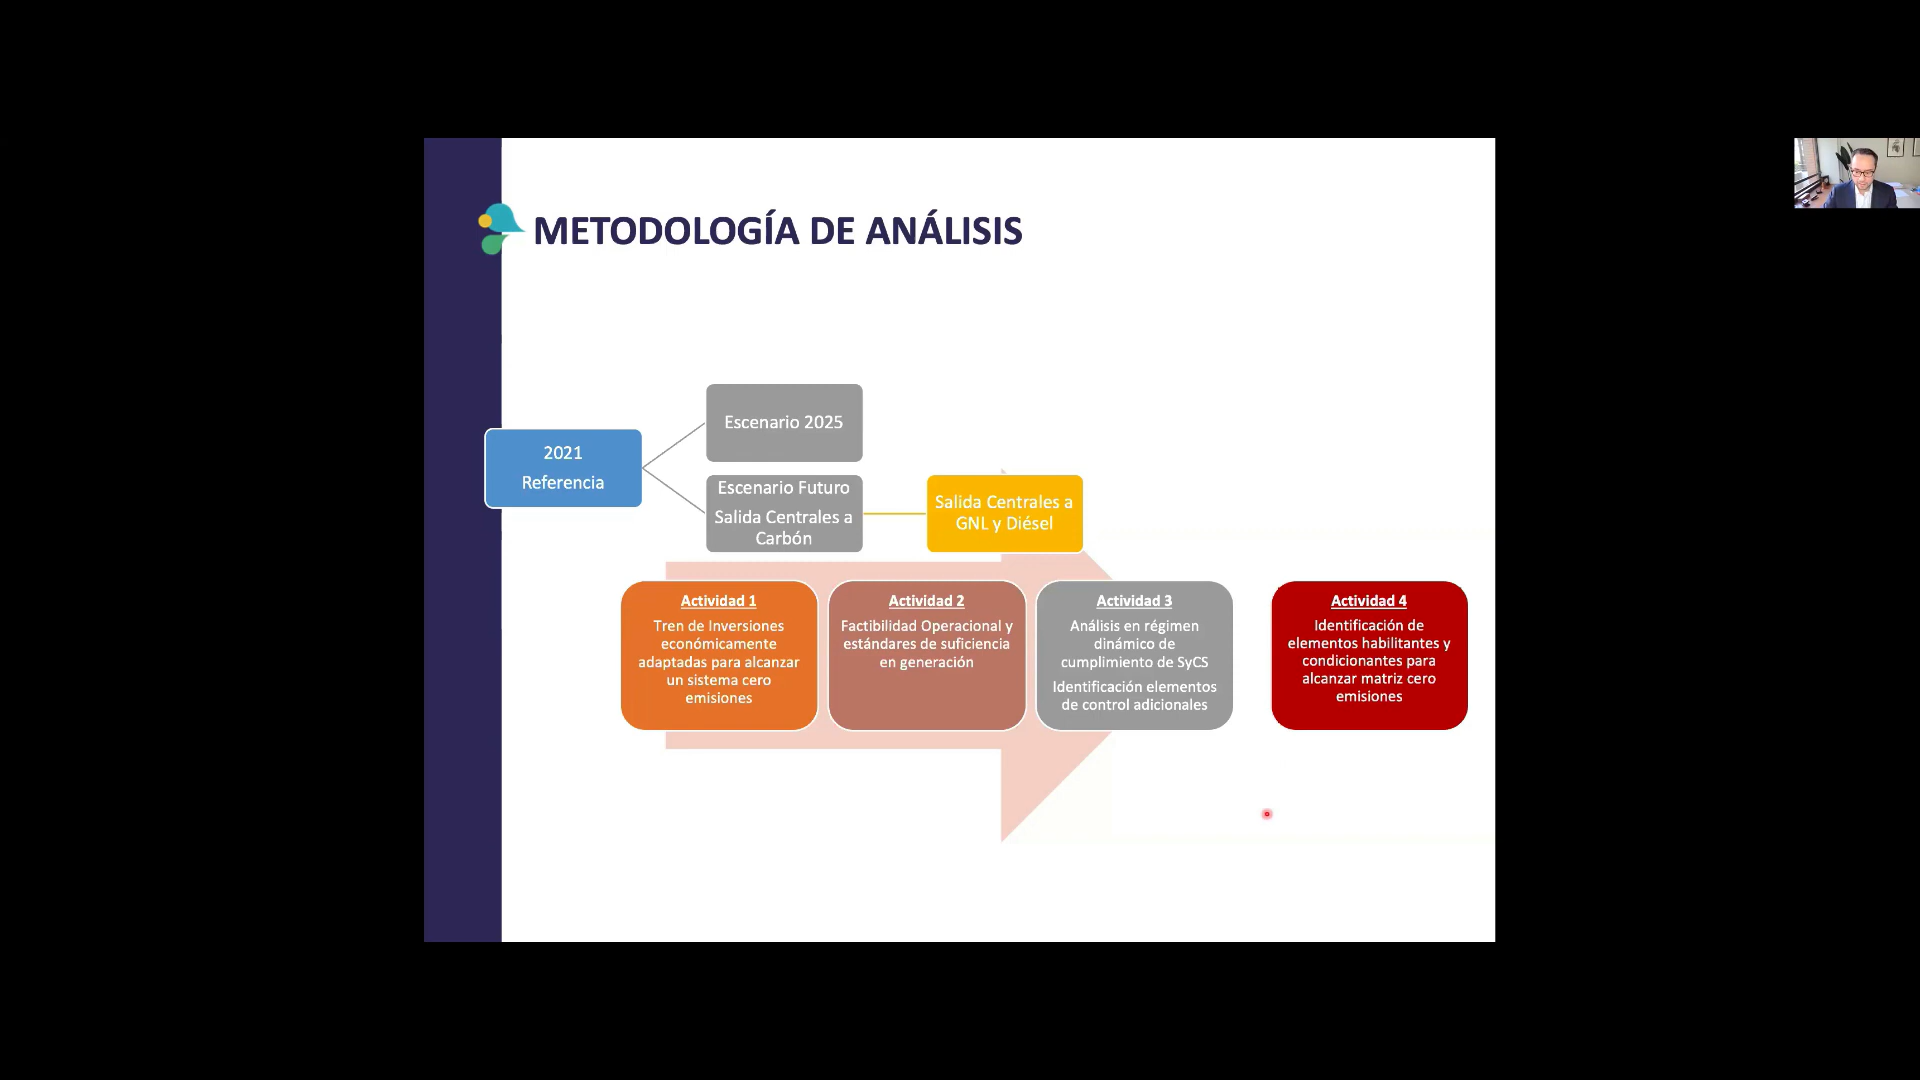 METODOLOGÍA DE ANÁLISIS
2021
Referencia
Escenario 2025
Escenario Futuro
Salida Centrales a
Carbón
Salida Centrales a
GNL y Diésel
Actividad 1
Tren de Inversiones
económicamente
adaptadas para alcanzar
un sistema cero
emisiones
Actividad 2
Factibilidad Operacional y
estándares de suficiencia
en generación
Actividad 3
Análisis en régimen
dinámico de
cumplimiento de SyCS
Identificación elementos
de control adicionales
Actividad 4
Identificación de
elementos habilitantes y
condicionantes para
alcanzar matriz cero
emisiones